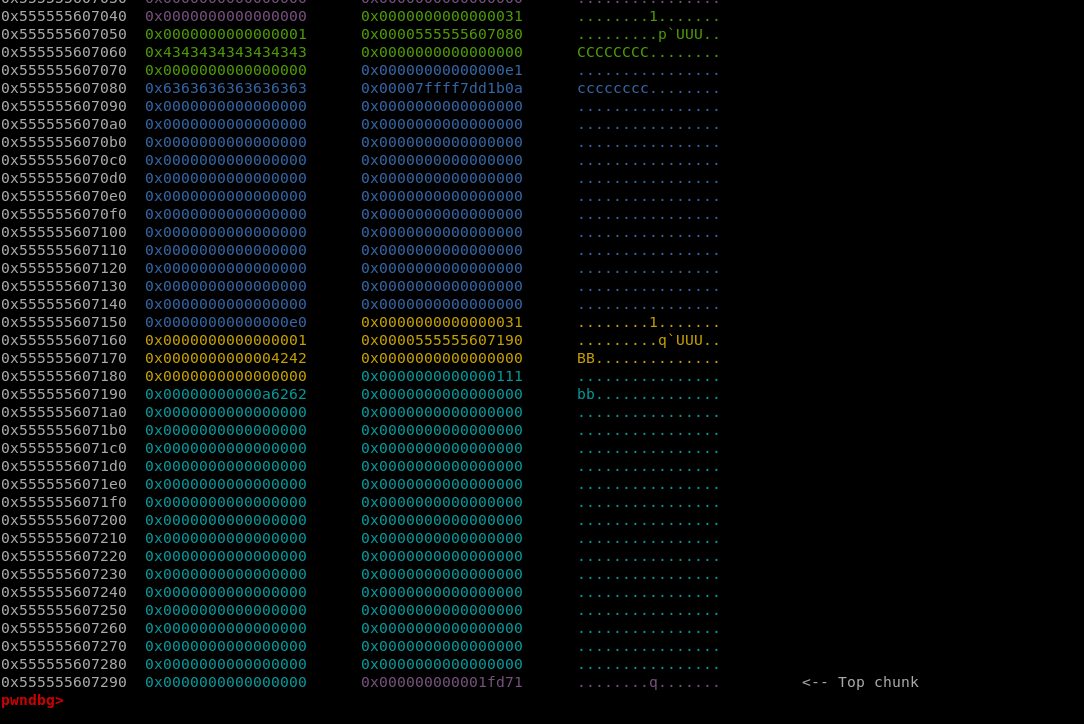 0x555555607040 0x0000000000000000 0x0000000000000031 ........1.......
0x555555607050 0x0000000000000001 0x0000555555607080 .........p`UUU..
0x555555607060 0x4343434343434343 0x0000000000000000 CCCCCCCC........
0x555555607070 0x0000000000000000 0x00000000000000e1 ................
0x555555607080 0x6363636363636363 0x00007ffff7dd1b0a cccccccc........
0x555555607090 0x0000000000000000 0x0000000000000000 ................
0x5555556070a0 0x0000000000000000 0x0000000000000000 ................
0x5555556070b0 0x0000000000000000 0x0000000000000000 ................
0x5555556070c0 0x0000000000000000 0x0000000000000000 ................
0x5555556070d0 0x0000000000000000 0x0000000000000000 ................
0x5555556070e0 0x0000000000000000 0x0000000000000000 ................
0x5555556070f0 0x0000000000000000 0x0000000000000000 ................
0x555555607100 0x0000000000000000 0x0000000000000000 ................
0x555555607110 0x0000000000000000 0x0000000000000000 ................
0x555555607120 0x0000000000000000 0x0000000000000000 ................
0x555555607130 0x0000000000000000 0x0000000000000000 ................
0x555555607140 0x0000000000000000 0x0000000000000000 ................
0x555555607150 0x00000000000000e0 0x0000000000000031 ........1.......
0x555555607160 0x0000000000000001 0x0000555555607190 .........q`UUU..
0x555555607170 0x0000000000004242 0x0000000000000000 BB..............
0x555555607180 0x0000000000000000 0x0000000000000111 ................
0x555555607190 0x00000000000a6262 0x0000000000000000 bb..............
0x5555556071a0 0x0000000000000000 0x0000000000000000 ................
0x5555556071b0 0x0000000000000000 0x0000000000000000 ................
0x5555556071c0 0x0000000000000000 0x0000000000000000 ................
0x5555556071d0 0x0000000000000000 0x0000000000000000 ................
0x5555556071e0 0x0000000000000000 0x0000000000000000 ................
0x5555556071f0 0x0000000000000000 0x0000000000000000 ................
0x555555607200 0x0000000000000000 0x0000000000000000 ................
0x555555607210 0x0000000000000000 0x0000000000000000 ................
0x555555607220 0x0000000000000000 0x0000000000000000 ................
0x555555607230 0x0000000000000000 0x0000000000000000 ................
0x555555607240 0x0000000000000000 0x0000000000000000 ................
0x555555607250 0x0000000000000000 0x0000000000000000 ................
0x555555607260 0x0000000000000000 0x0000000000000000 ................
0x555555607270 0x0000000000000000 0x0000000000000000 ................
0x555555607280 0x0000000000000000 0x0000000000000000 ................
0x555555607290 0x0000000000000000 0x000000000001fd71 ........q....... <-- Top chunk
pwndbg>